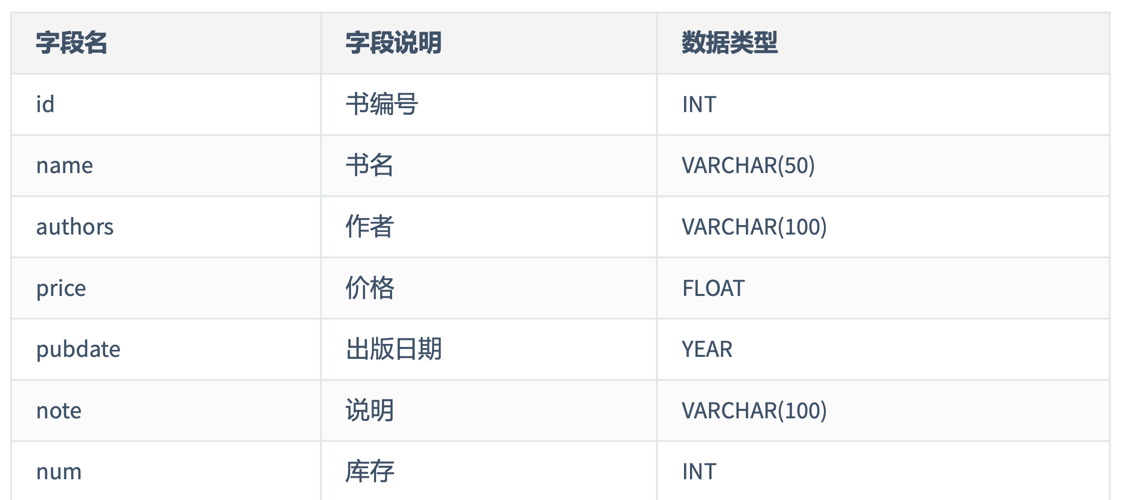 字段名 字段说明 数据类型
id 书编号 INT
name 书名 VARCHAR(50)
authors 作者 VARCHAR(100)
price 价格 FLOAT
pubdate 出版日期 YEAR
note 说明 VARCHAR(100)
num 库存 INT